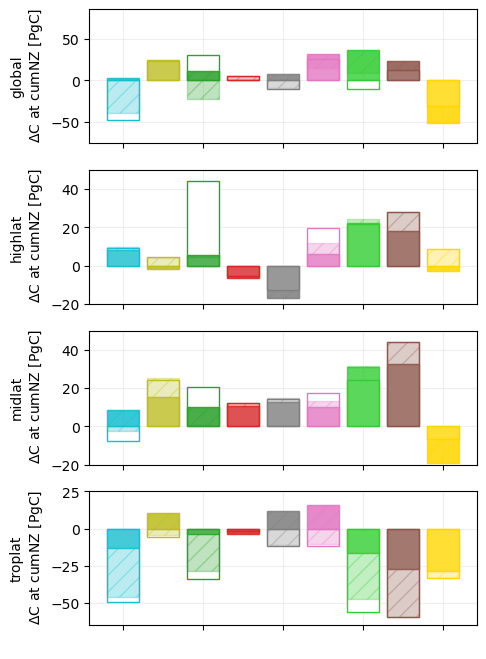 global
ΔC at cumNZ [PgC]
50
0
−50
highlat
ΔC at cumNZ [PgC]
40
20
0
−20
midlat
ΔC at cumNZ [PgC]
40
20
0
−20
troplat
ΔC at cumNZ [PgC]
25
0
−25
−50